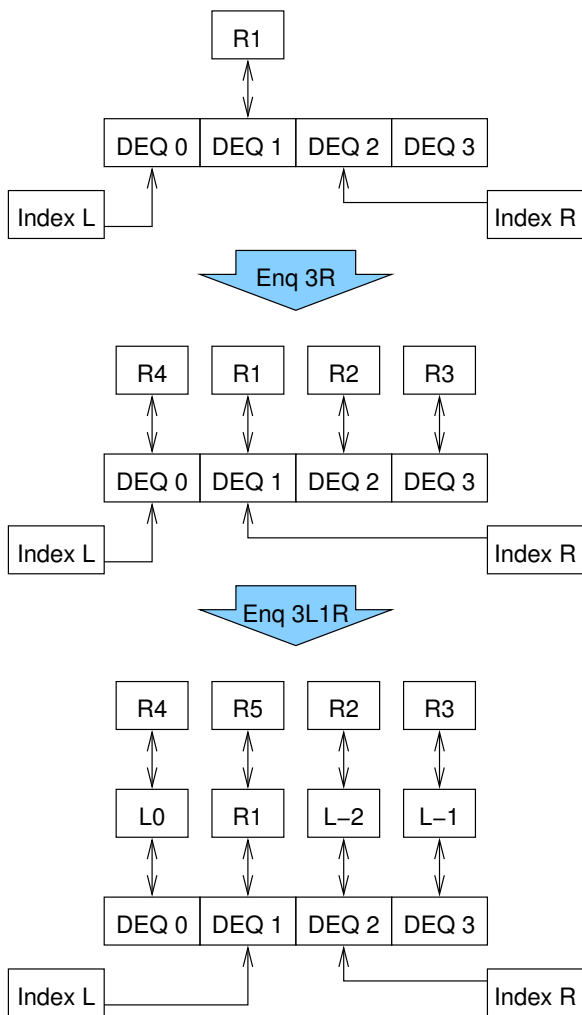 R1
DEQ 0 DEQ 1 DEQ 2 DEQ 3
Index L Index R
Enq 3R
R4 R1 R2 R3
DEQ 0 DEQ 1 DEQ 2 DEQ 3
Index L Index R
Enq 3L1R
R4 R5 R2 R3
L0 R1 L−2 L−1
DEQ 0 DEQ 1 DEQ 2 DEQ 3
Index L Index R